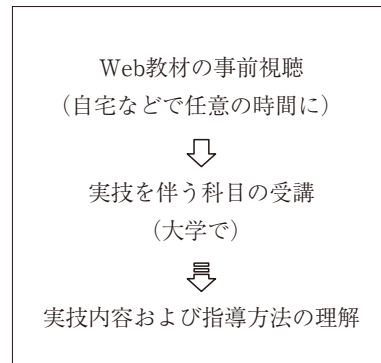 Web教材の事前視聴
（自宅などで任意の時間に）
実技を伴う科目の受講
（大学で）
実技内容および指導方法の理解